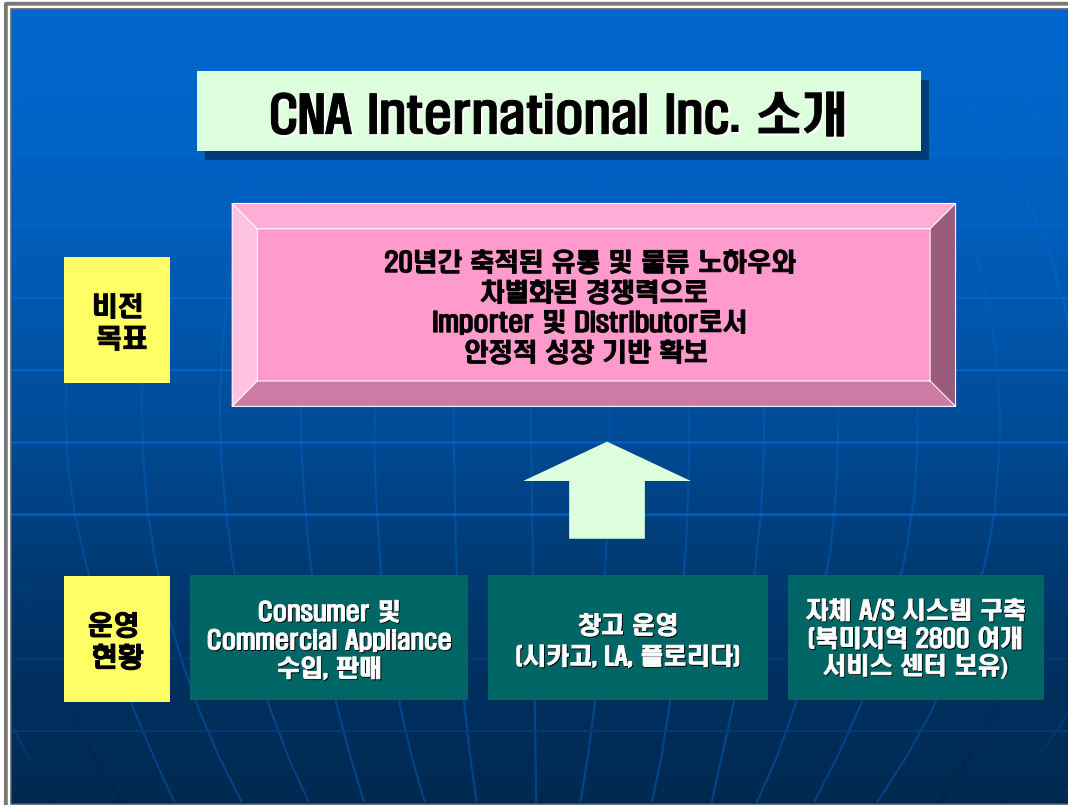 CNA International Inc. 소개
비전
목표
20년간 축적된 유통 및 물류 노하우와
차별화된 경쟁력으로
Importer 및 Distributor로서
안정적 성장 기반 확보
운영
현황
Consumer 및
Commercial Appliance
수입, 판매
창고 운영
(시카고, LA, 플로리다)
자체 A/S 시스템 구축
(북미지역 2800 여개
서비스 센터 보유)